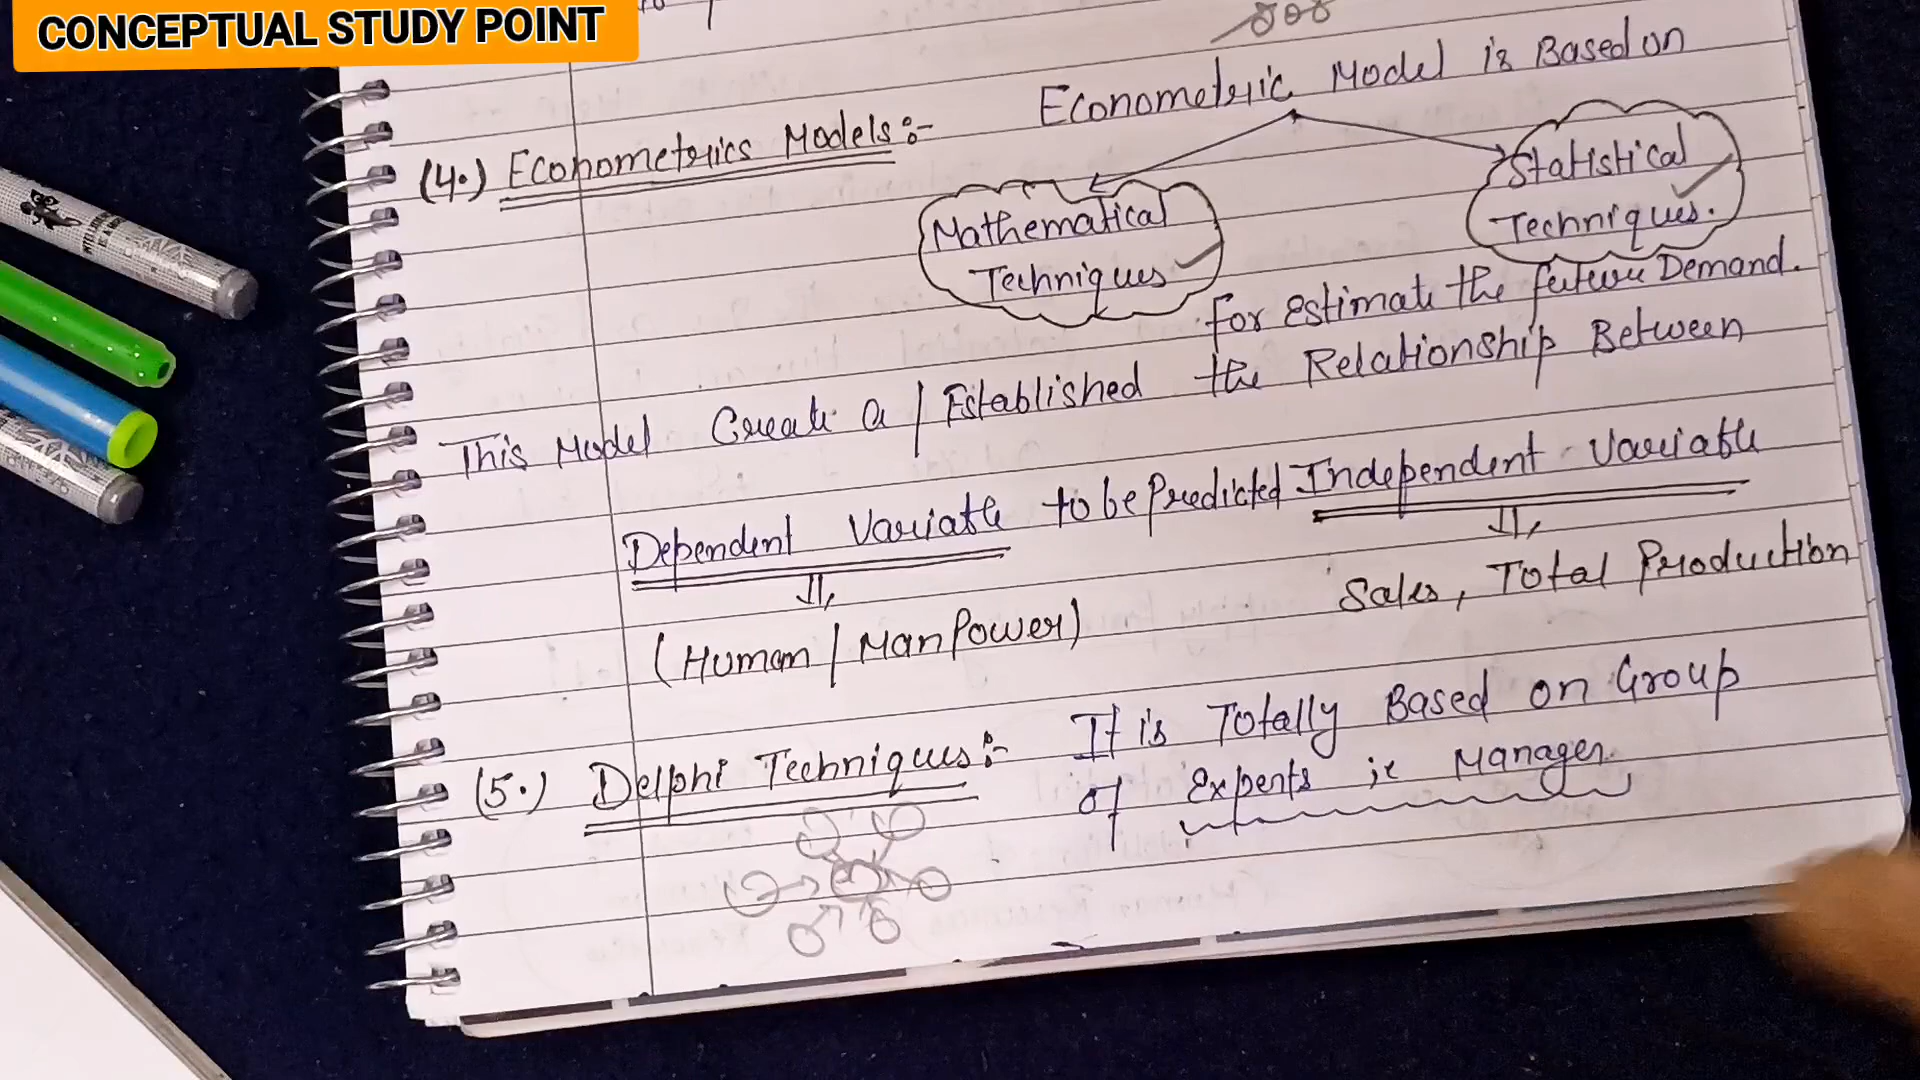 CONCEPTUAL STUDY POINT
(4.) Econometrics Models:-
Econometric Model is Based on
Mathematical
Techniques
Statistical
Techniques.
For estimate the future Demand.
This Model Create a / Established the Relationship Between
Dependent Variable to be Predicted Independent Variable
(Human / ManPower)
Sales, Total Production
(5.) Delphi Techniques:- It is Totally Based on Group
of Experts ie Manager.